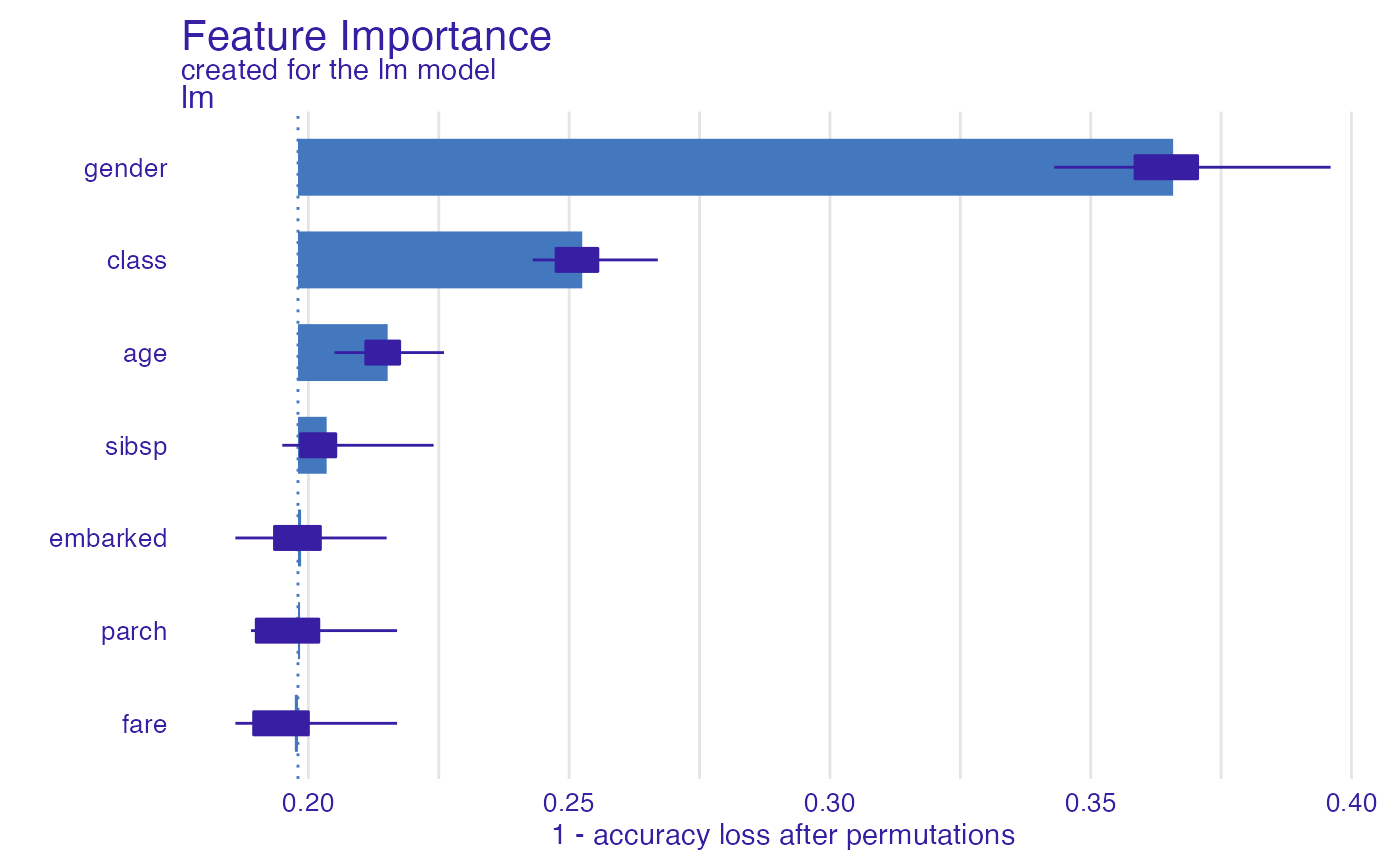 Feature Importance
created for the lm model
lm
gender
class
age
sibsp
embarked
parch
fare
0.20 0.25 0.30 0.35 0.40
1 - accuracy loss after permutations